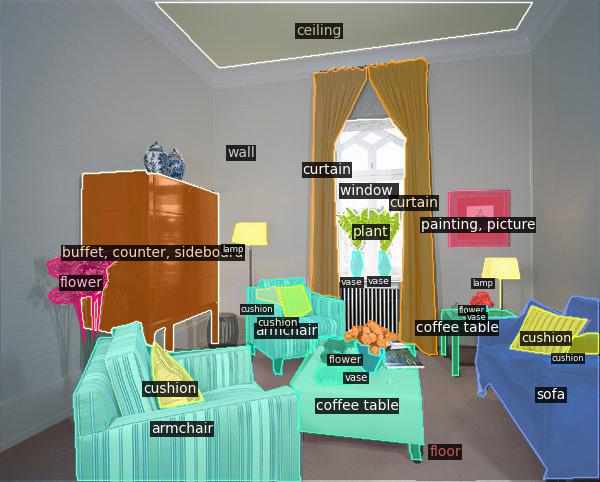 ceiling
wall
curtain
window
curtain
painting, picture
plant
lamp
buffet, counter, sideboard
flower
vase
vase
lamp
cushion
cushion
armchair
flower
vase
coffee table
cushion
cushion
flower
vase
cushion
coffee table
sofa
armchair
floor